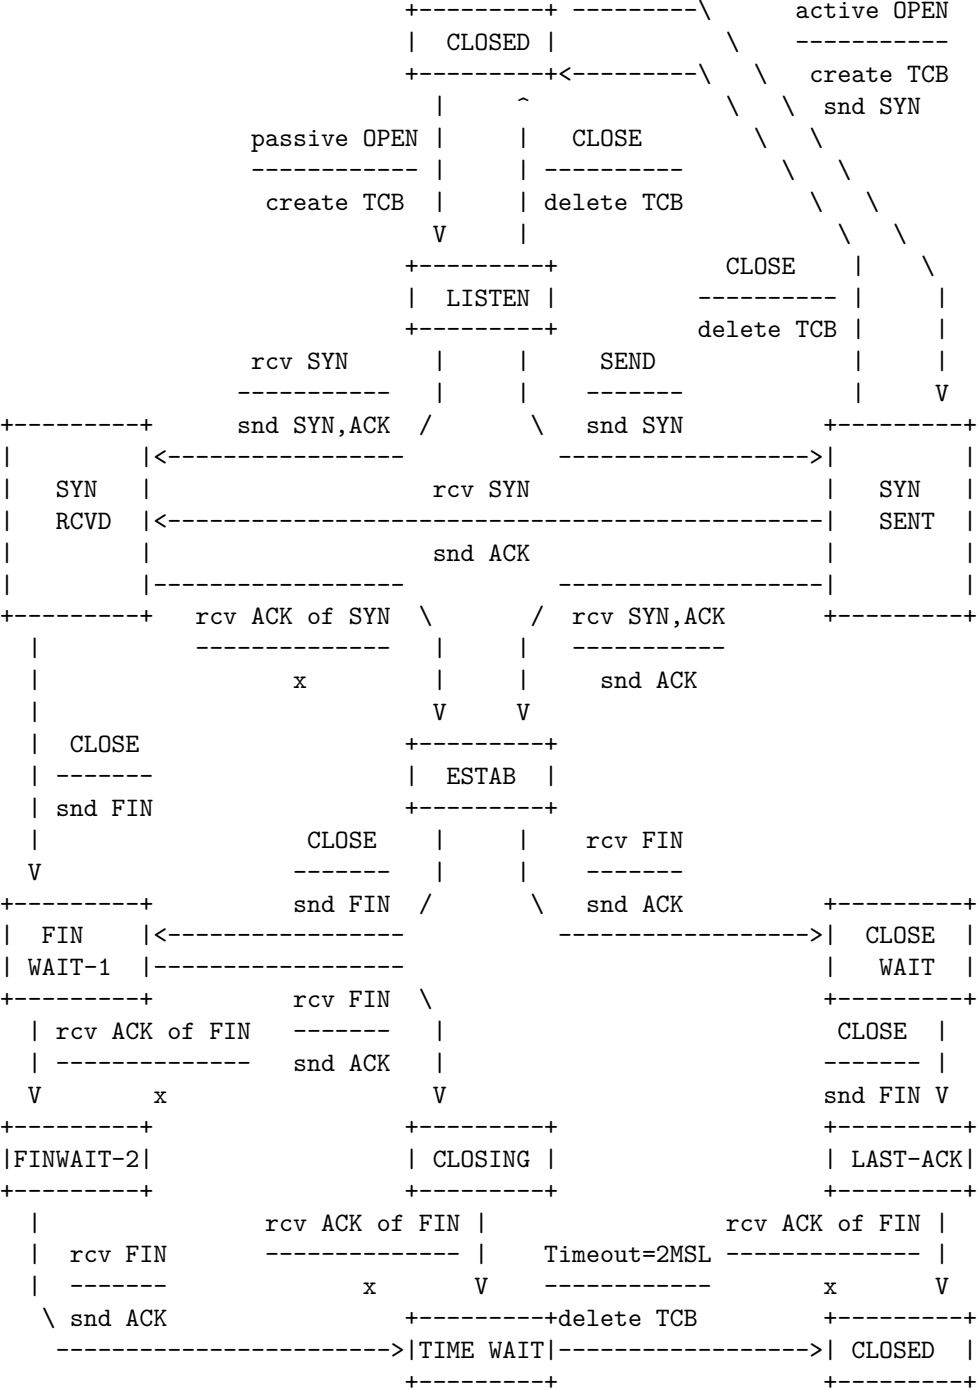 +---------+ ---------\ active OPEN
| CLOSED | \ -----------
+---------+<---------\ \ create TCB
| ^ \ \ snd SYN
passive OPEN | | CLOSE \ \
------------ | | ---------- \ \
create TCB | | delete TCB \ \
V | \ \
+---------+ CLOSE | \
| LISTEN | ---------- | |
+---------+ delete TCB | |
rcv SYN | | SEND | |
----------- | | ------- | V
+---------+ snd SYN,ACK / \ snd SYN +---------+
| |<------------------ ------------------>| |
| SYN | rcv SYN | SYN |
| RCVD |<-----------------------------------------------| SENT |
| | snd ACK | |
| |------------------ -------------------| |
+---------+ rcv ACK of SYN \ / rcv SYN,ACK +---------+
| -------------- | | -----------
| x | | snd ACK
| V V
| CLOSE +---------+
| ------- | ESTAB |
| snd FIN +---------+
| CLOSE | | rcv FIN
V ------- | | -------
+---------+ snd FIN / \ snd ACK +---------+
| FIN |<------------------ ------------------>| CLOSE |
| WAIT-1 |------------------ | WAIT |
+---------+ rcv FIN \ +---------+
| rcv ACK of FIN ------- | CLOSE |
| -------------- snd ACK | ------- |
V x V snd FIN V
+---------+ +---------+ +---------+
|FINWAIT-2| | CLOSING | | LAST-ACK|
+---------+ +---------+ +---------+
| rcv ACK of FIN | rcv ACK of FIN |
| rcv FIN -------------- | Timeout=2MSL -------------- |
| ------- x V ------------ x V
\ snd ACK +---------+delete TCB +---------+
------------------------>|TIME WAIT|------------------>| CLOSED |
+---------+ +---------+